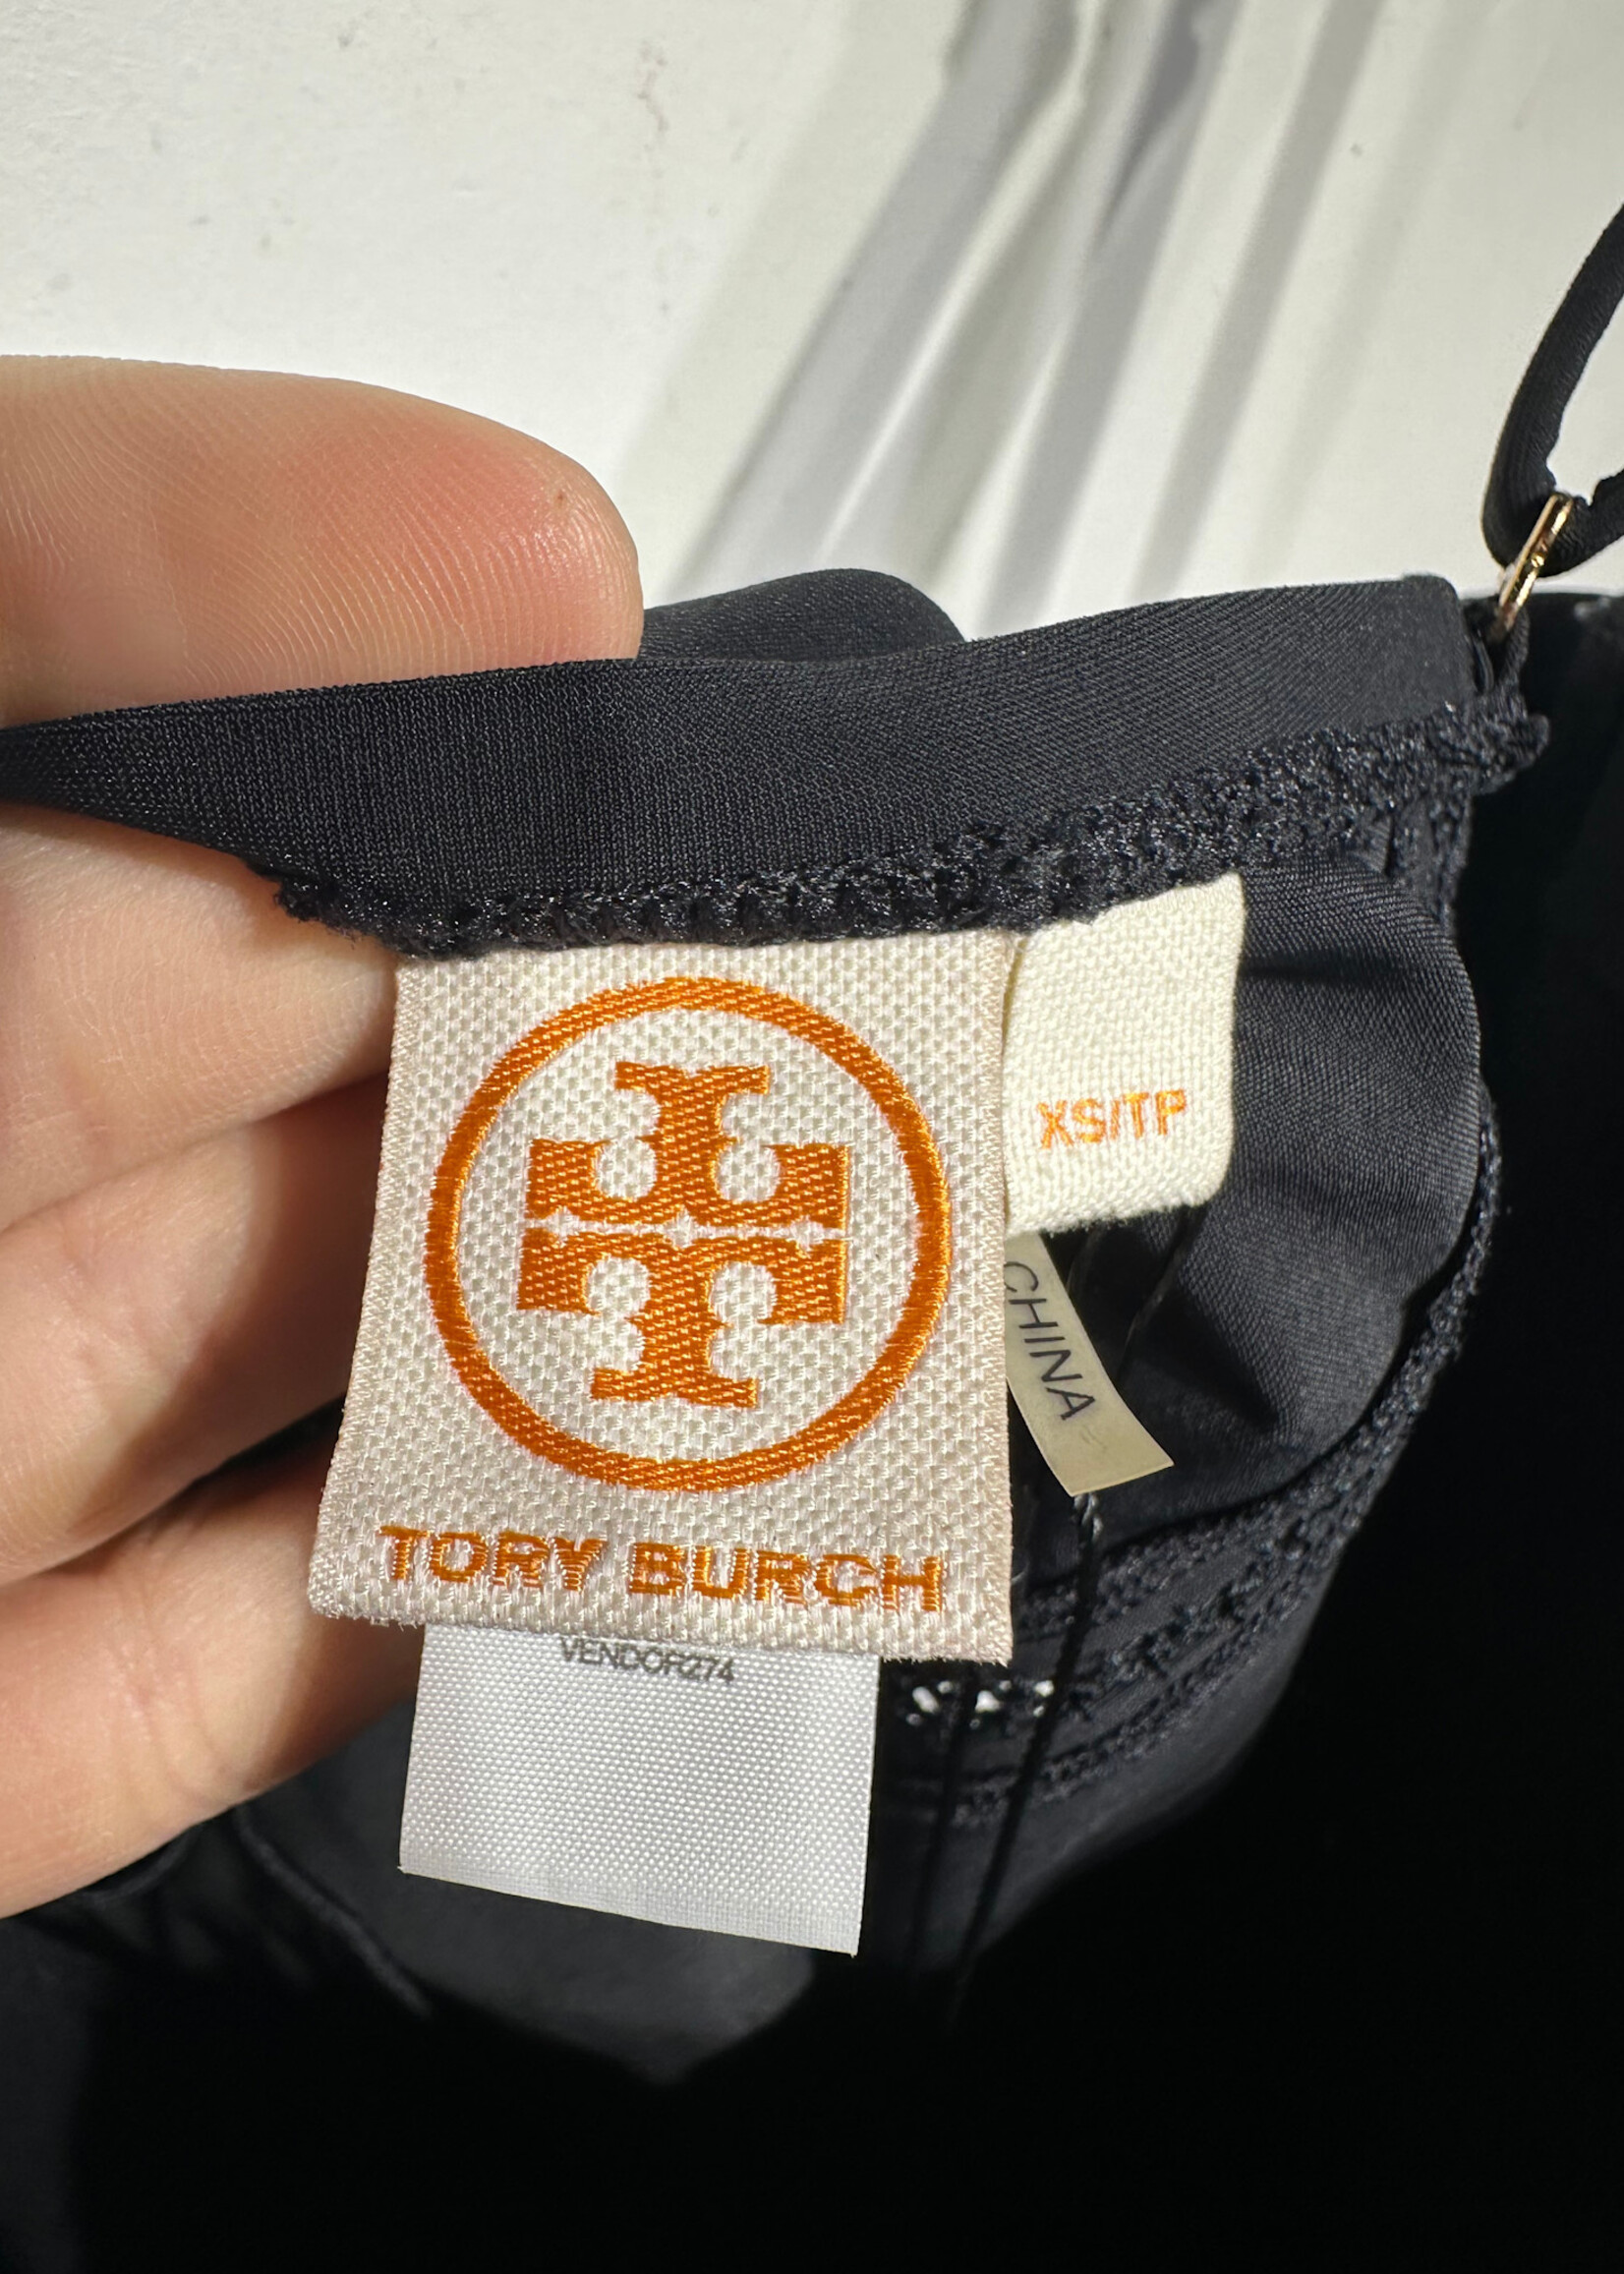 XS/TP
CHINA
TORY BURCH
VENDOR274